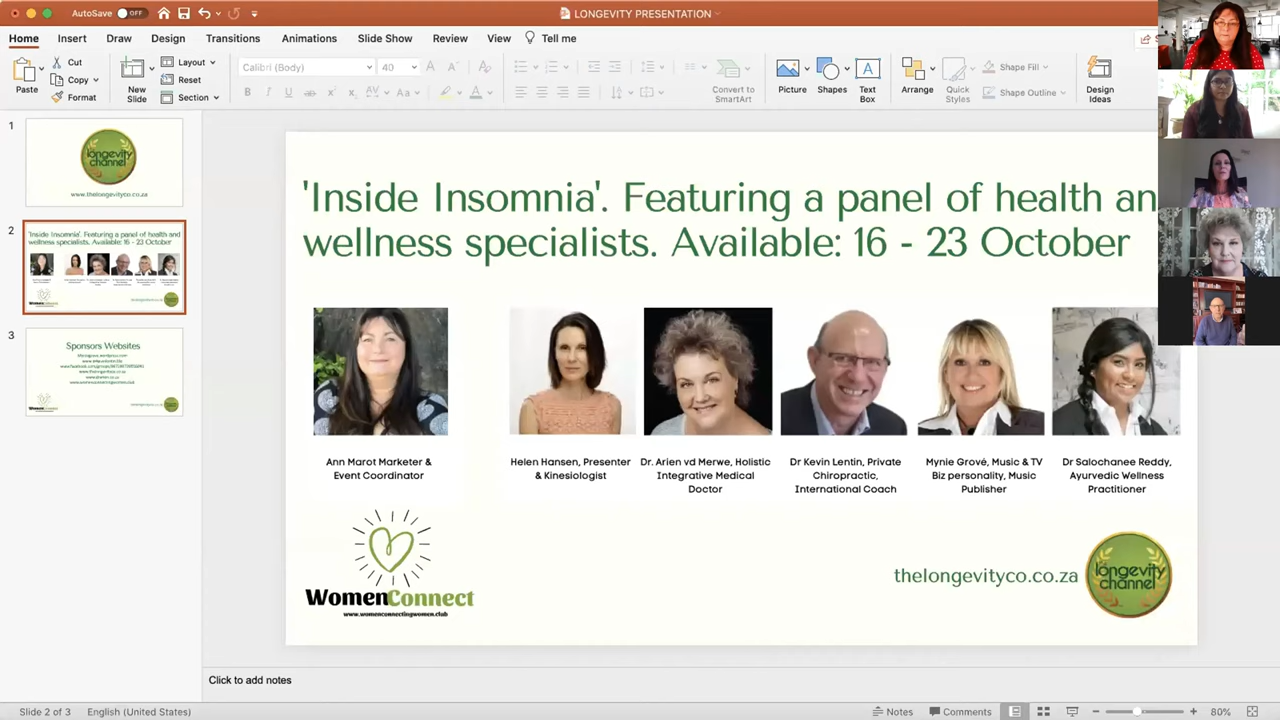 AutoSave OFF
LONGEVITY PRESENTATION
Home Insert Draw Design Transitions Animations Slide Show Review View Tell me
Paste
Cut
Copy
Format
New Slide
Layout
Reset
Section
Calibri (Body) 40
Convert to SmartArt
Picture
Shapes
Text Box
Arrange
Quick Styles
Shape Fill
Shape Outline
Design Ideas
1
longevity channel
www.thelongevityco.co.za
2
'Inside Insomnia'. Featuring a panel of health and
wellness specialists. Available: 16 - 23 October
3
Sponsors Websites
'Inside Insomnia'. Featuring a panel of health an
wellness specialists. Available: 16 - 23 October
Ann Marot Marketer &
Event Coordinator
Helen Hansen, Presenter
& Kinesiologist
Dr. Arien vd Merwe, Holistic
Integrative Medical
Doctor
Dr Kevin Lentin, Private
Chiropractic,
International Coach
Mynie Grové, Music & TV
Biz personality, Music
Publisher
Dr Salochanee Reddy,
Ayurvedic Wellness
Practitioner
WomenConnect
www.womenconnectingwomen.club
thelongevityco.co.za
longevity
channel
Click to add notes
Slide 2 of 3 English (United States)
Notes Comments 80%